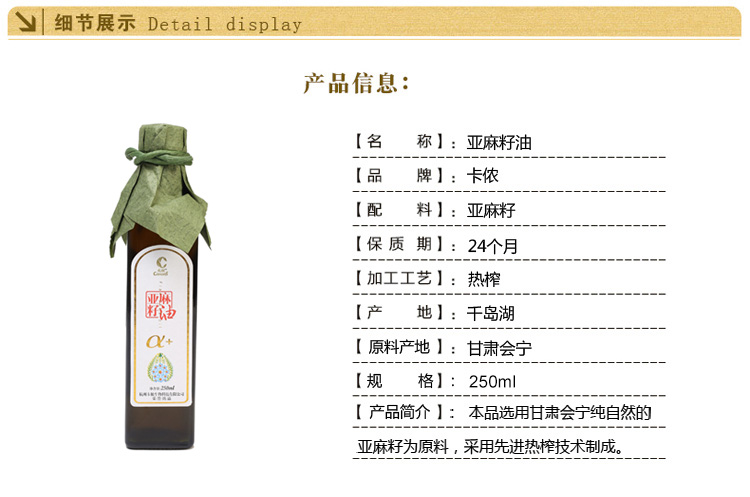 细节展示 Detail display
产品信息：
【名称】：亚麻籽油
【品牌】：卡侬
【配料】：亚麻籽
【保质期】：24个月
【加工工艺】：热榨
【产地】：千岛湖
【原料产地】：甘肃会宁
【规格】：250ml
【产品简介】：本品选用甘肃会宁纯自然的
亚麻籽为原料，采用先进热榨技术制成。
亚麻
籽油
α+
250ml